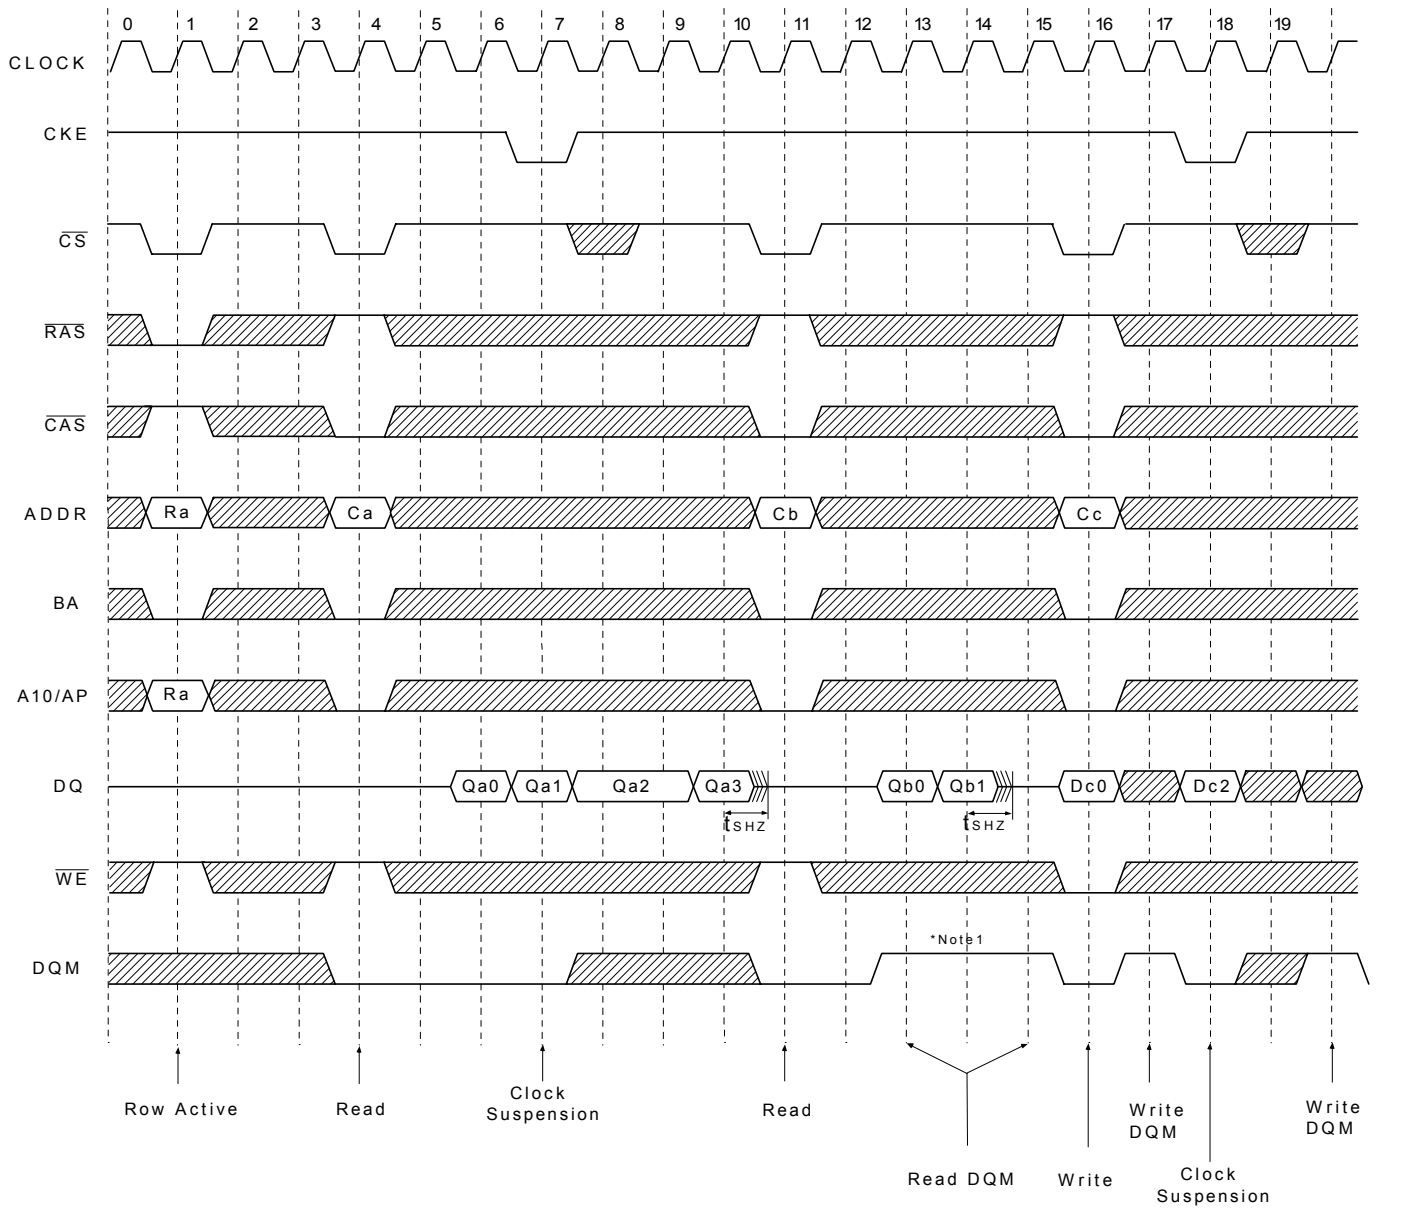 0 1 2 3 4 5 6 7 8 9 10 11 12 13 14 15 16 17 18 19
CLOCK
CKE
CS
RAS
CAS
ADDR Ra Ca Cb Cc
BA
A10/AP Ra
DQ Qa0 Qa1 Qa2 Qa3 Qb0 Qb1 Dc0 Dc2
tSHZ tSHZ
WE
*Note1
DQM
Row Active
Read
Clock
Suspension
Read
Read DQM
Write
Write
DQM
Clock
Suspension
Write
DQM